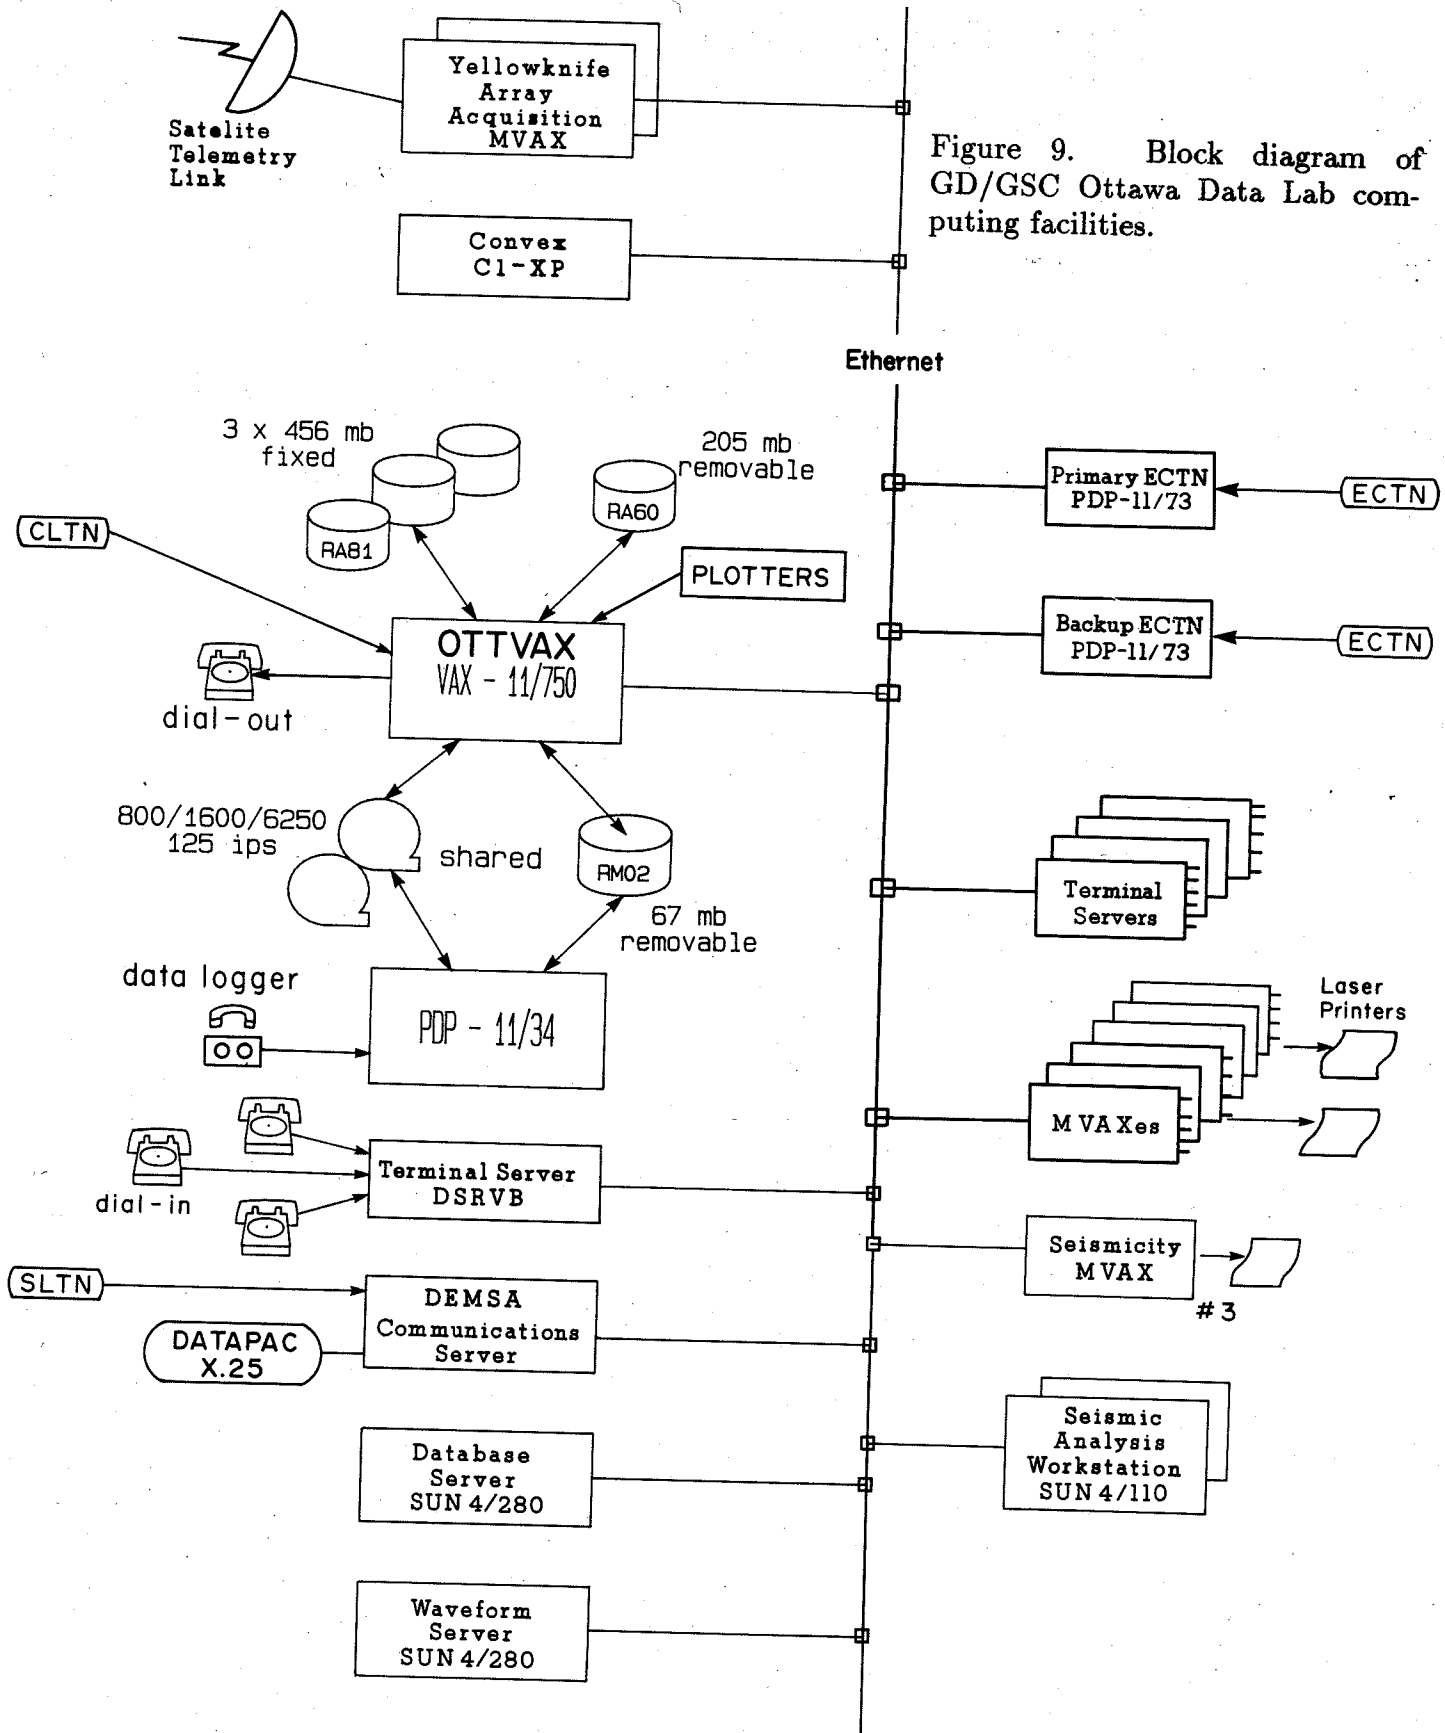 Yellowknife
Array
Acquisition
MVAX
Satelite
Telemetry
Link
Figure 9. Block diagram of
GD/GSC Ottawa Data Lab com-
puting facilities.
Convex
C1-XP
Ethernet
3 x 456 mb
fixed
205 mb
removable
RA81
RA60
CLTN
PLOTTERS
Primary ECTN
PDP-11/73
ECTN
Backup ECTN
PDP-11/73
ECTN
OTTVAX
VAX - 11/750
dial-out
800/1600/6250
125 ips
shared
RM02
67 mb
removable
Terminal
Servers
data logger
PDP - 11/34
Laser
Printers
MVAXes
dial-in
Terminal Server
DSRVB
Seismicity
MVAX
#3
SLTN
DEMSA
Communications
Server
DATAPAC
X.25
Seismic
Analysis
Workstation
SUN 4/110
Database
Server
SUN 4/280
Waveform
Server
SUN 4/280